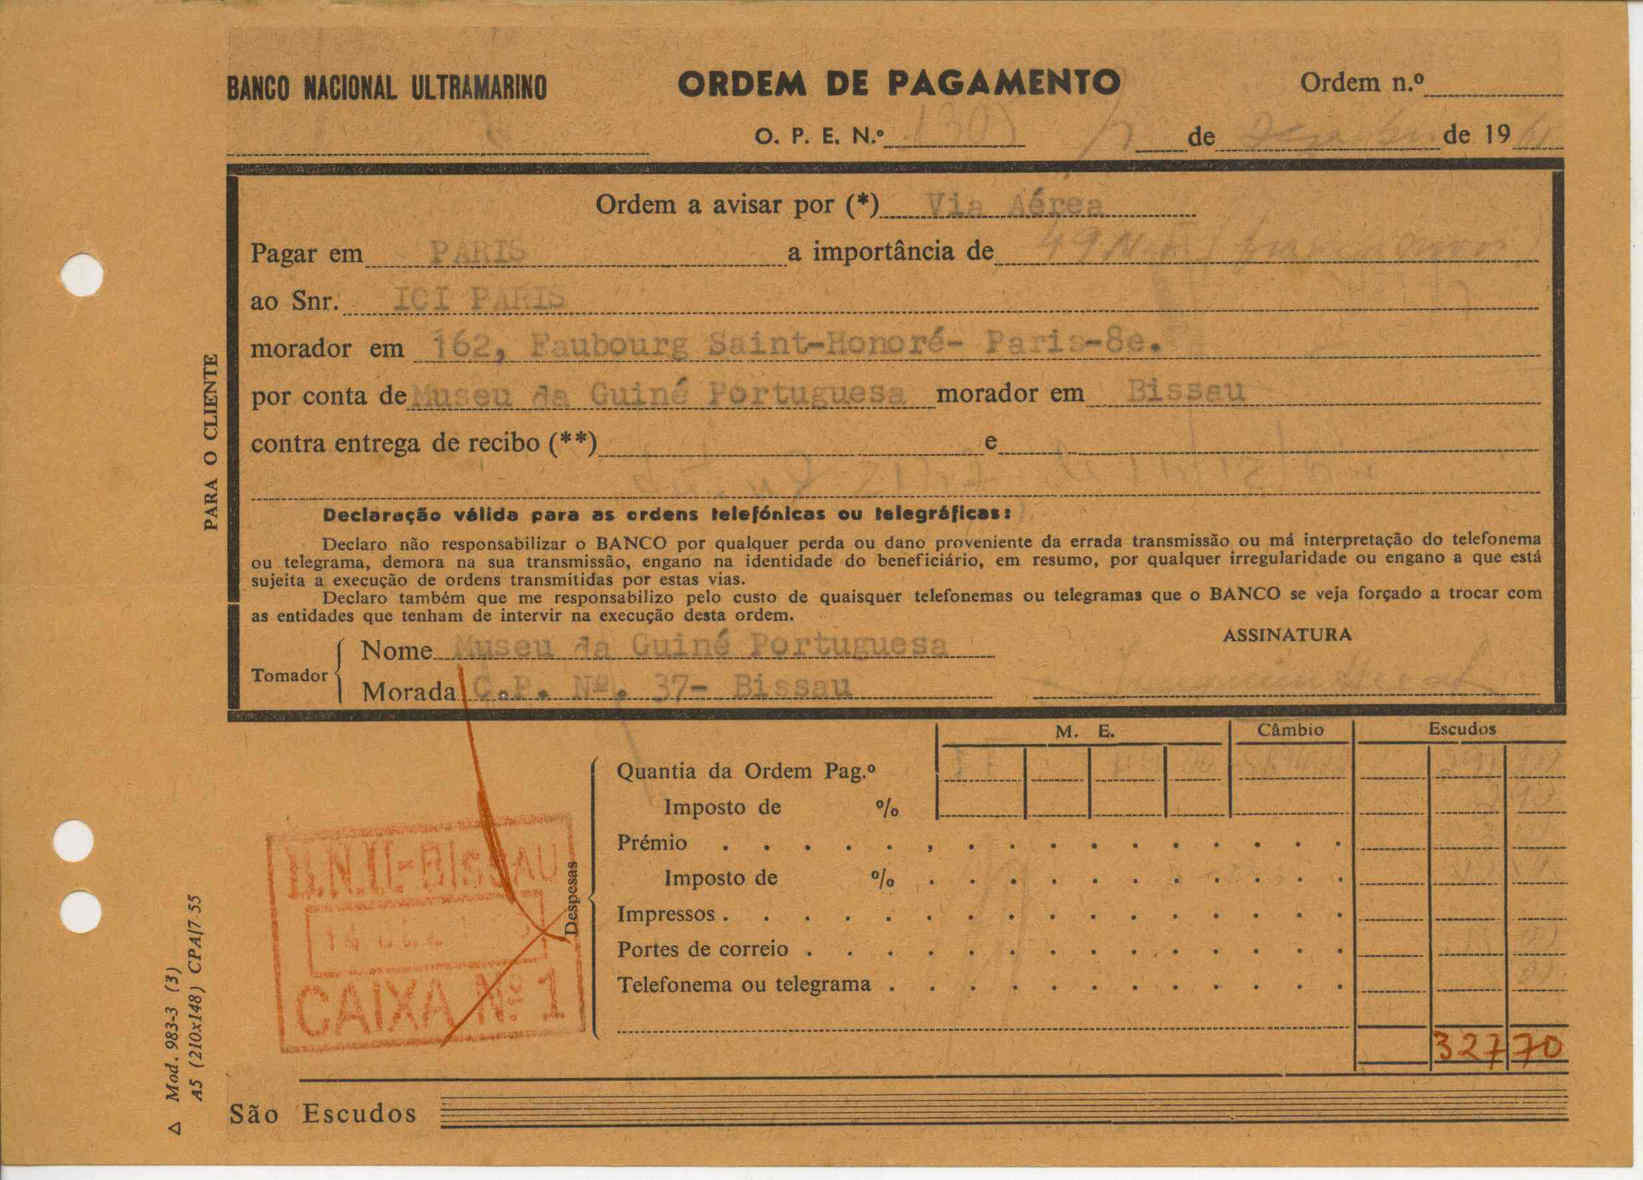 BANCO NACIONAL ULTRAMARINO
ORDEM DE PAGAMENTO
Ordem n.º
O. P. E. N.º 1307 de Dezembro de 1961
Ordem a avisar por (*) Via Aérea
Pagar em PARIS a importância de 49
ao Snr. ICI PARIS
morador em 162, Faubourg Saint-Honoré- Paris-8e.
por conta de Museu da Guiné Portuguesa morador em Bissau
contra entrega de recibo (**) e
Declaração válida para as ordens telefónicas ou telegráficas:
Declaro não responsabilizar o BANCO por qualquer perda ou dano proveniente da errada transmissão ou má interpretação do telefonema
ou telegrama, demora na sua transmissão, engano na identidade do beneficiário, em resumo, por qualquer irregularidade ou engano a que está
sujeita a execução de ordens transmitidas por estas vias.
Declaro também que me responsabilizo pelo custo de quaisquer telefonemas ou telegramas que o BANCO se veja forçado a trocar com
as entidades que tenham de intervir na execução desta ordem.
ASSINATURA
Tomador
Nome Museu da Guiné Portuguesa
Morada C.P. Nº. 37- Bissau
PARA O CLIENTE
M. E. Câmbio Escudos
Quantia da Ordem Pag.º
Imposto de %
Prémio
Imposto de %
Impressos
Portes de correio
Telefonema ou telegrama
Despesas
327 70
B.N.U-BISSAU
CAIXA Nº 1
São Escudos
Mod. 983-3 (3)
A5 (210x148) CPA/7 55